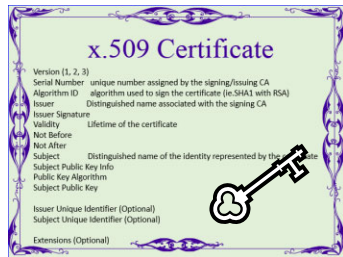 x.509 Certificate
Version (1, 2, 3)
Serial Number unique number assigned by the signing/issuing CA
Algorithm ID algorithm used to sign the certificate (ie.SHA1 with RSA)
Issuer Distinguished name associated with the signing CA
Issuer Signature
Validity Lifetime of the certificate
Not Before
Not After
Subject Distinguished name of the identity represented by the
Subject Public Key Info
Public Key Algorithm
Subject Public Key
Issuer Unique Identifier (Optional)
Subject Unique Identifier (Optional)
Extensions (Optional)